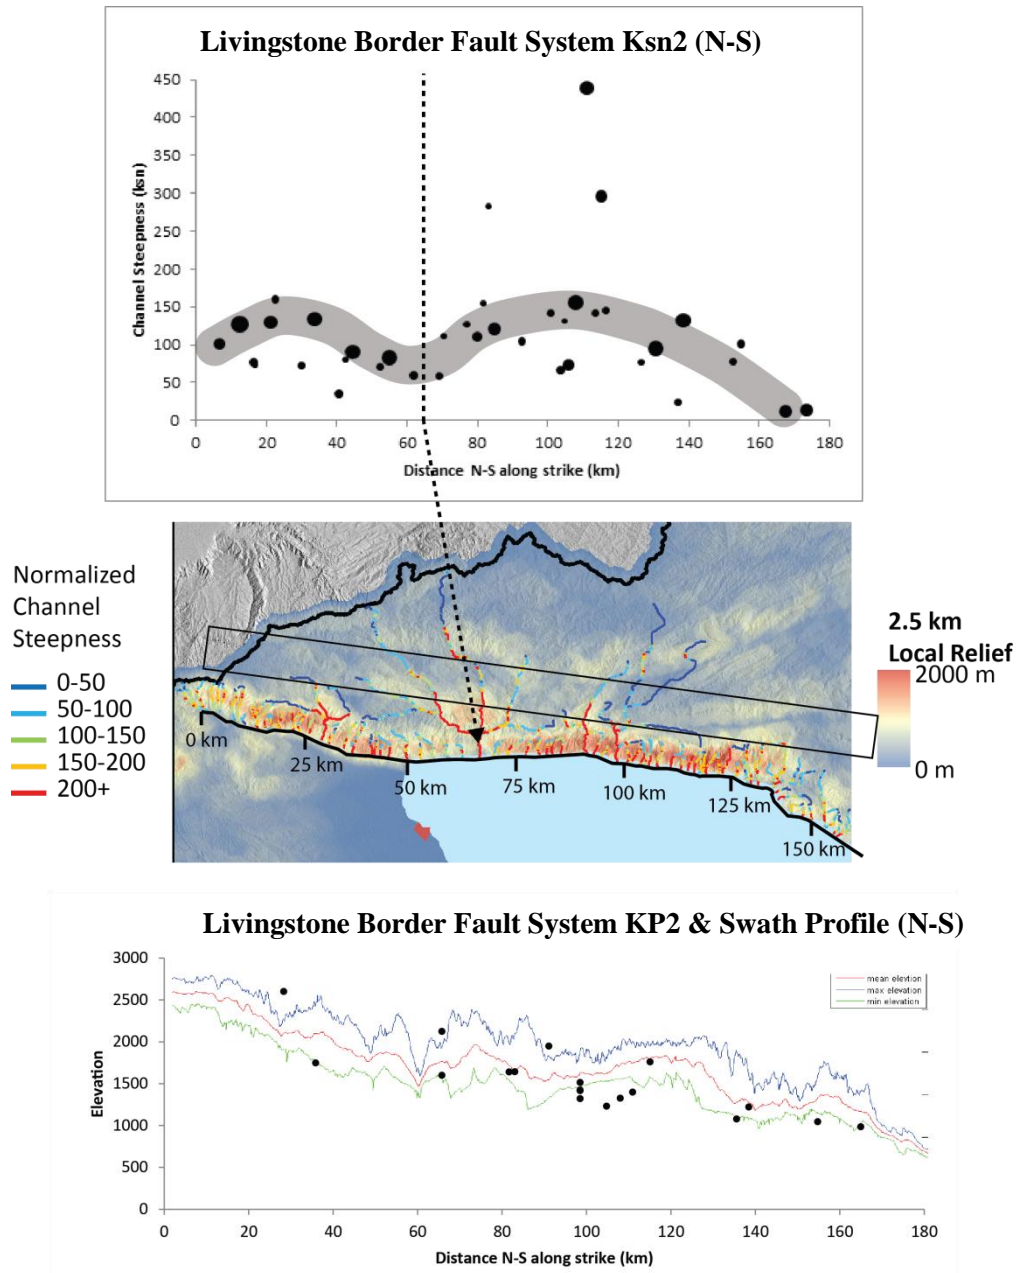 Livingstone Border Fault System Ksn2 (N-S)
450
400
350
300
250
200
150
100
50
0
Channel Steepness (ksn)
0 20 40 60 80 100 120 140 160 180
Distance N-S along strike (km)
Normalized
Channel
Steepness
0-50
50-100
100-150
150-200
200+
0 km
25 km
50 km
75 km
100 km
125 km
150 km
2.5 km
Local Relief
2000 m
0 m
Livingstone Border Fault System KP2 & Swath Profile (N-S)
3000
2500
2000
1500
1000
500
0
Elevation
mean elevtion
max elevation
min elevation
0 20 40 60 80 100 120 140 160 180
Distance N-S along strike (km)